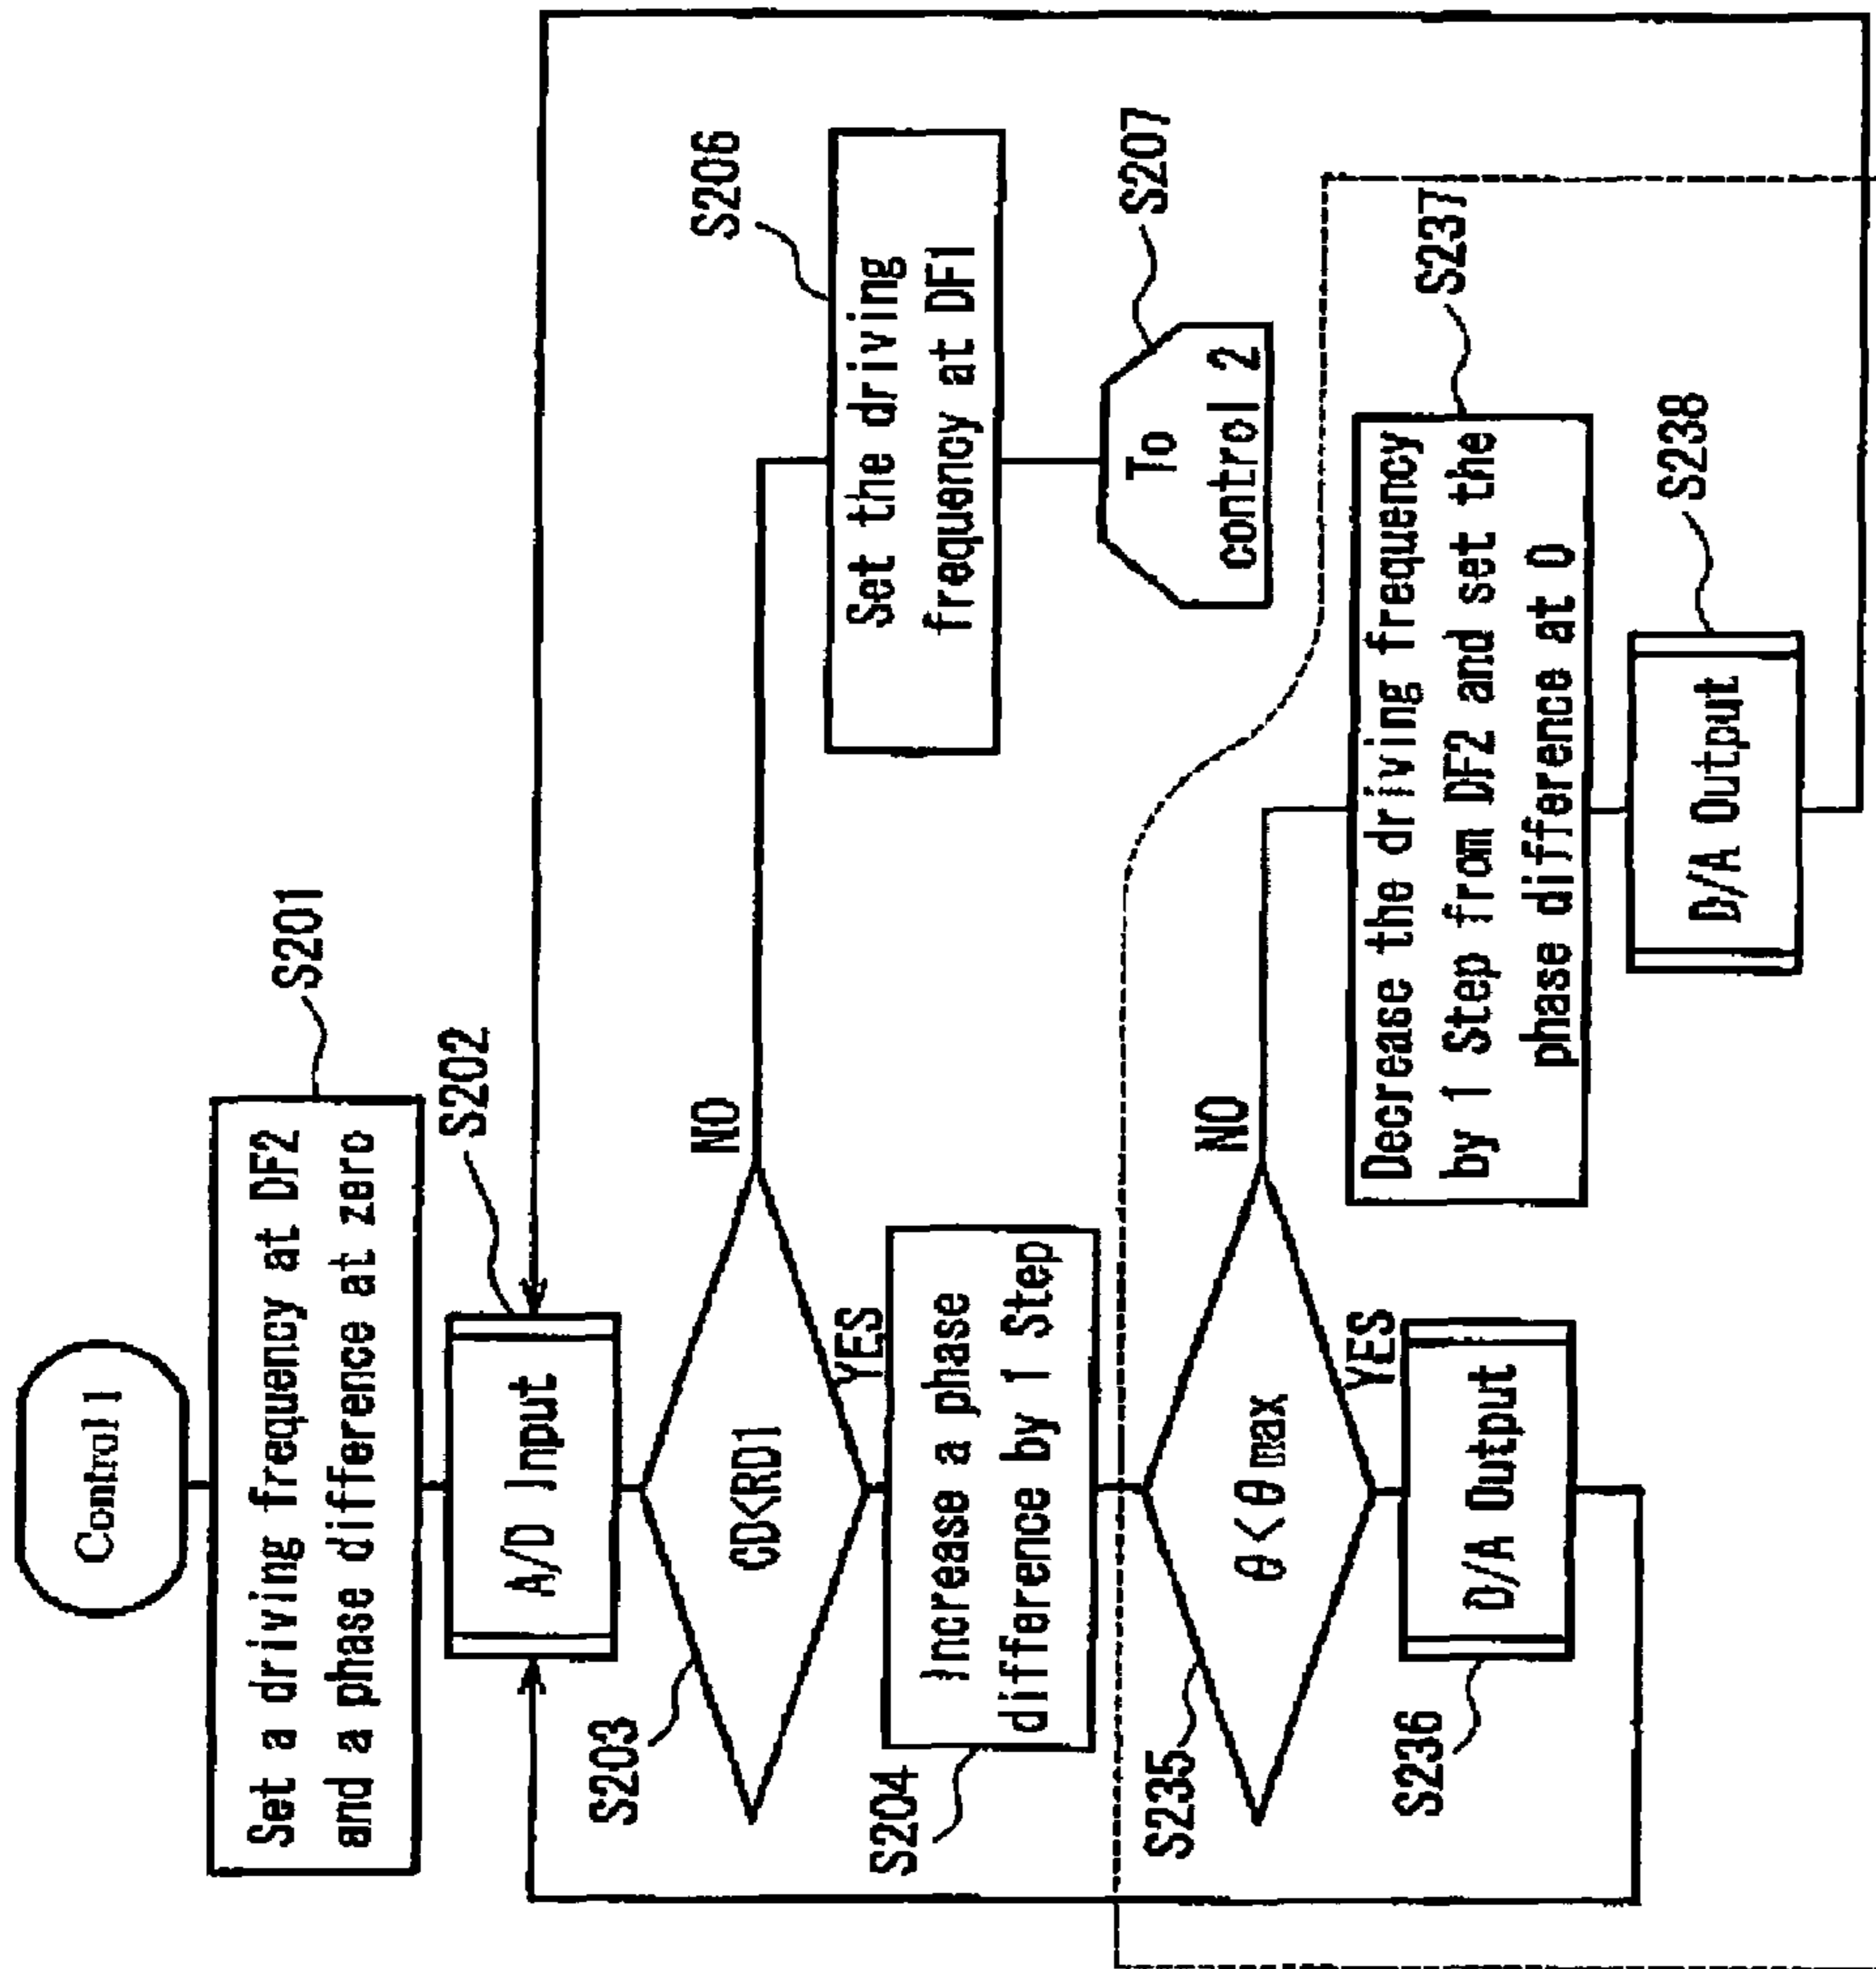 Control 1
Set a driving frequency at DF2
and a phase difference at zero
S201
A/D Input
S202
CD<RD1
S203
NO
YES
Set the driving
frequency at DF1
S206
To
control 2
S207
Increase a phase
difference by 1 Step
S204
θ<θmax
S235
NO
YES
Decrease the driving frequency
by 1 Step from DF2 and set the
phase difference at 0
S237
D/A Output
S236
D/A Output
S238